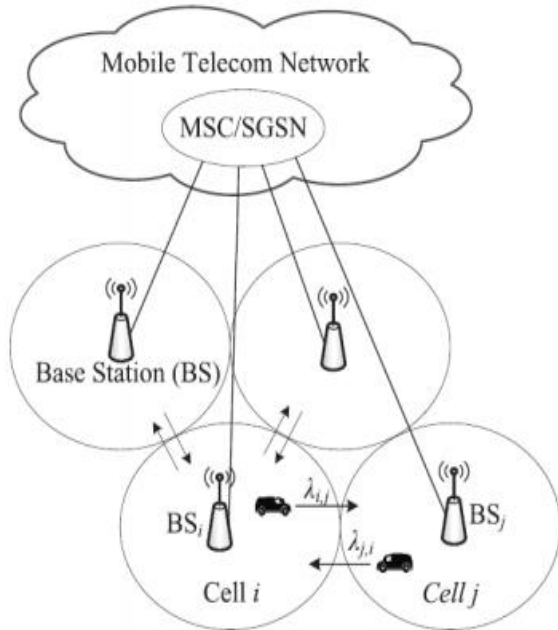 Mobile Telecom Network
MSC/SGSN
Base Station (BS)
λi,j
BSi
BSj
λj,i
Cell i
Cell j